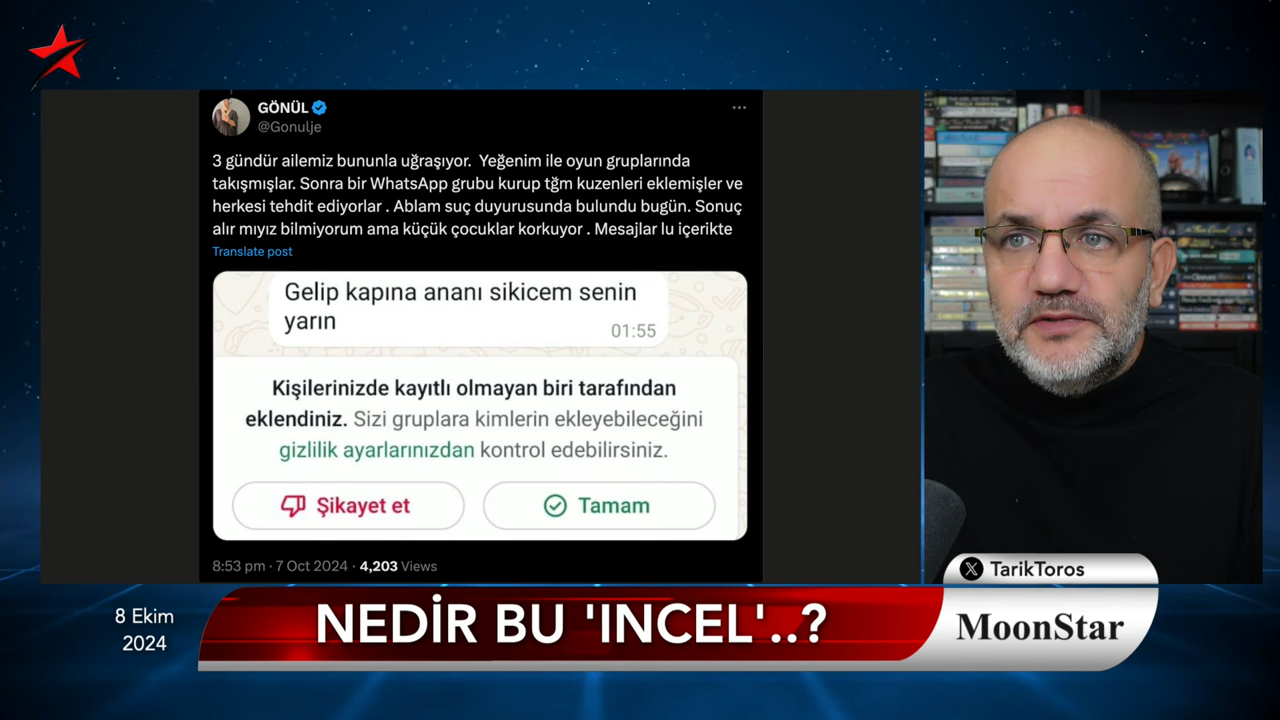 GÖNÜL
@Gonulje
3 gündür ailemiz bununla uğraşıyor. Yeğenim ile oyun gruplarında
takışmışlar. Sonra bir WhatsApp grubu kurup tğm kuzenleri eklemişler ve
herkesi tehdit ediyorlar . Ablam suç duyurusunda bulundu bugün. Sonuç
alır mıyız bilmiyorum ama küçük çocuklar korkuyor . Mesajlar lu içerikte
Translate post
Gelip kapına ananı sikicem senin
yarın
01:55
Kişilerinizde kayıtlı olmayan biri tarafından
eklendiniz. Sizi gruplara kimlerin ekleyebileceğini
gizlilik ayarlarınızdan kontrol edebilirsiniz.
Şikayet et
Tamam
8:53 pm · 7 Oct 2024 · 4,203 Views
X TarikToros
8 Ekim
2024
NEDİR BU 'INCEL'..?
MoonStar